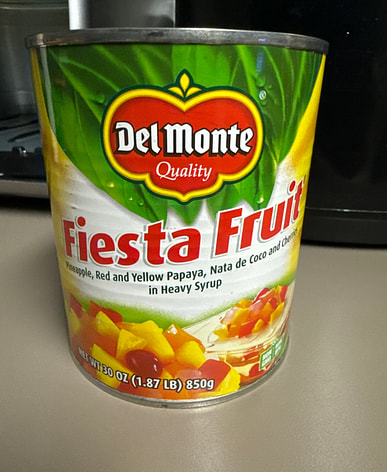 Del Monte
Quality
Fiesta Fruit
Pineapple, Red and Yellow Papaya, Nata de Coco and Cherries
in Heavy Syrup
NET WT 30 OZ (1.87 LB) 850g